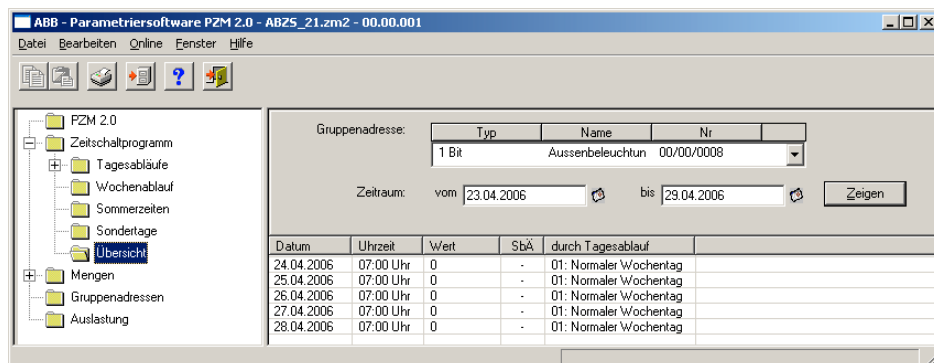 ABB - Parametriersoftware PZM 2.0 - ABZS_21.zm2 - 00.00.001
Datei Bearbeiten Online Fenster Hilfe
PZM 2.0
Zeitschaltprogramm
Tagesabläufe
Wochenablauf
Sommerzeiten
Sondertage
Übersicht
Mengen
Gruppenadressen
Auslastung
Gruppenadresse:
Typ Name Nr
1 Bit Aussenbeleuchtun 00/00/0008
Zeitraum: vom 23.04.2006 bis 29.04.2006 Zeigen
Datum Uhrzeit Wert SbÄ durch Tagesablauf
24.04.2006 07:00 Uhr 0 - 01: Normaler Wochentag
25.04.2006 07:00 Uhr 0 - 01: Normaler Wochentag
26.04.2006 07:00 Uhr 0 - 01: Normaler Wochentag
27.04.2006 07:00 Uhr 0 - 01: Normaler Wochentag
28.04.2006 07:00 Uhr 0 - 01: Normaler Wochentag